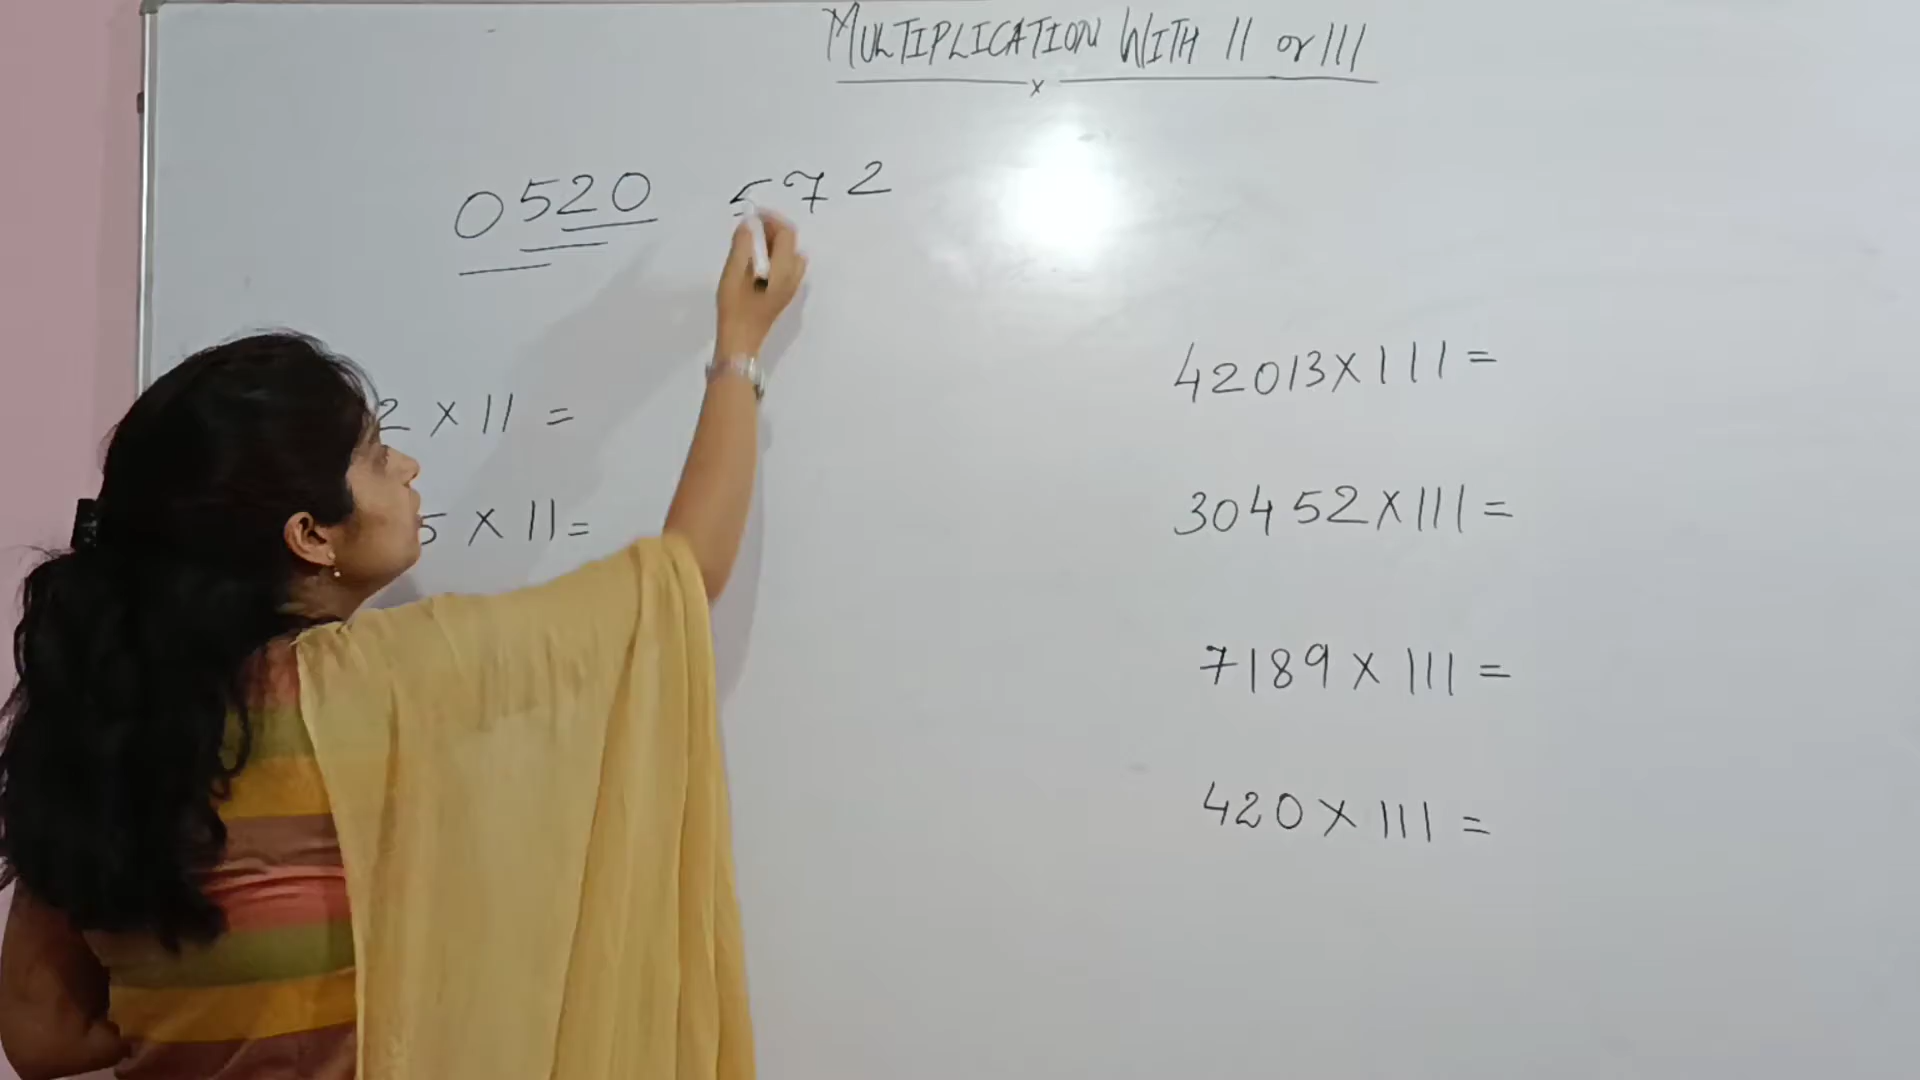 MULTIPLICATION WITH 11 or 111
x
0520 572
2 X 11 =
5 X 11 =
42013 X 111 =
30452 X 111 =
7189 X 111 =
420 X 111 =